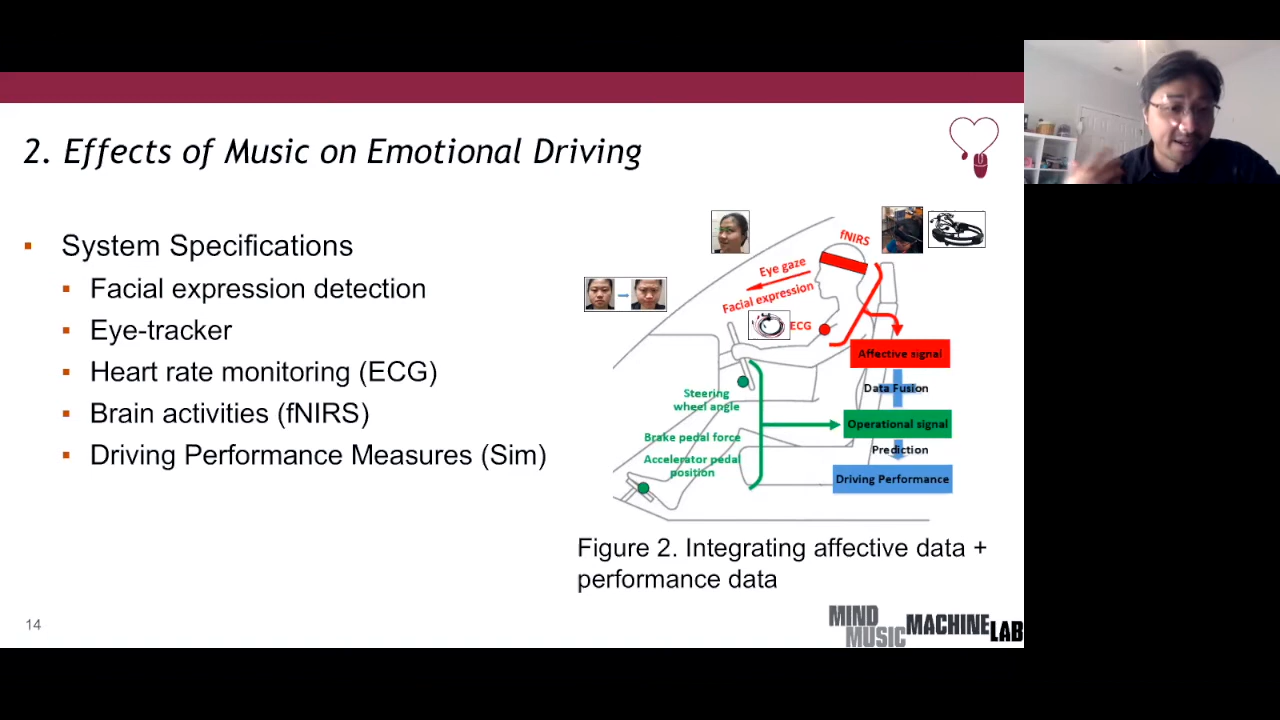 2. Effects of Music on Emotional Driving
▪ System Specifications
▪ Facial expression detection
▪ Eye-tracker
▪ Heart rate monitoring (ECG)
▪ Brain activities (fNIRS)
▪ Driving Performance Measures (Sim)
fNIRS
Eye gaze
Facial expression
ECG
Affective signal
Data Fusion
Steering
wheel angle
Operational signal
Brake pedal force
Prediction
Accelerator pedal
position
Driving Performance
Figure 2. Integrating affective data +
performance data
14
MIND
MUSIC MACHINE LAB